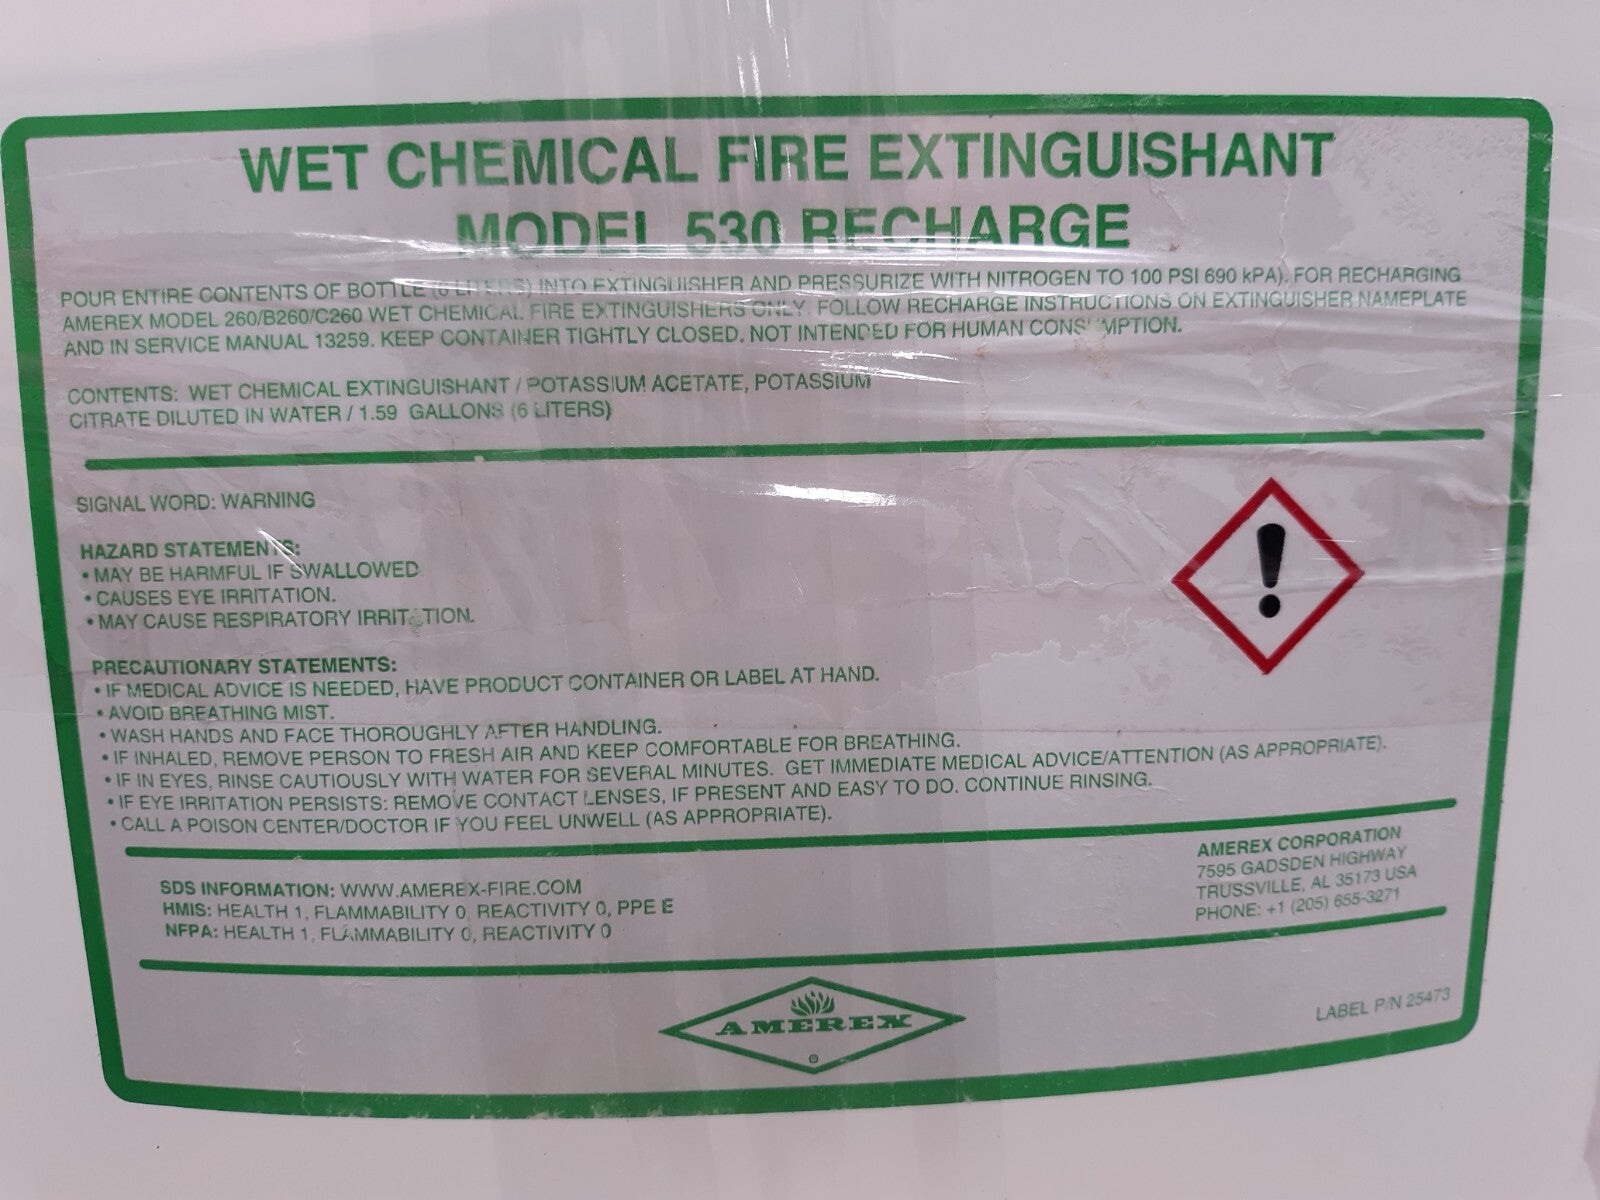 WET CHEMICAL FIRE EXTINGUISHANT
MODEL 530 RECHARGE
POUR ENTIRE CONTENTS OF BOTTLE (6 LITERS) INTO EXTINGUISHER AND PRESSURIZE WITH NITROGEN TO 100 PSI 690 kPA). FOR RECHARGING
AMEREX MODEL 260/B260/C260 WET CHEMICAL FIRE EXTINGUISHERS ONLY. FOLLOW RECHARGE INSTRUCTIONS ON EXTINGUISHER NAMEPLATE
AND IN SERVICE MANUAL 13259. KEEP CONTAINER TIGHTLY CLOSED. NOT INTENDED FOR HUMAN CONSUMPTION.
CONTENTS: WET CHEMICAL EXTINGUISHANT / POTASSIUM ACETATE, POTASSIUM
CITRATE DILUTED IN WATER / 1.59 GALLONS (6 LITERS)
SIGNAL WORD: WARNING
HAZARD STATEMENTS:
• MAY BE HARMFUL IF SWALLOWED
• CAUSES EYE IRRITATION.
• MAY CAUSE RESPIRATORY IRRITATION.
PRECAUTIONARY STATEMENTS:
• IF MEDICAL ADVICE IS NEEDED, HAVE PRODUCT CONTAINER OR LABEL AT HAND.
• AVOID BREATHING MIST.
• WASH HANDS AND FACE THOROUGHLY AFTER HANDLING.
• IF INHALED, REMOVE PERSON TO FRESH AIR AND KEEP COMFORTABLE FOR BREATHING.
• IF IN EYES, RINSE CAUTIOUSLY WITH WATER FOR SEVERAL MINUTES. GET IMMEDIATE MEDICAL ADVICE/ATTENTION (AS APPROPRIATE).
• IF EYE IRRITATION PERSISTS: REMOVE CONTACT LENSES, IF PRESENT AND EASY TO DO. CONTINUE RINSING.
• CALL A POISON CENTER/DOCTOR IF YOU FEEL UNWELL (AS APPROPRIATE).
SDS INFORMATION: WWW.AMEREX-FIRE.COM
HMIS: HEALTH 1, FLAMMABILITY 0, REACTIVITY 0, PPE E
NFPA: HEALTH 1, FLAMMABILITY 0, REACTIVITY 0
AMEREX CORPORATION
7595 GADSDEN HIGHWAY
TRUSSVILLE, AL 35173 USA
PHONE: +1 (205) 655-3271
AMEREX
®
LABEL P/N 25473